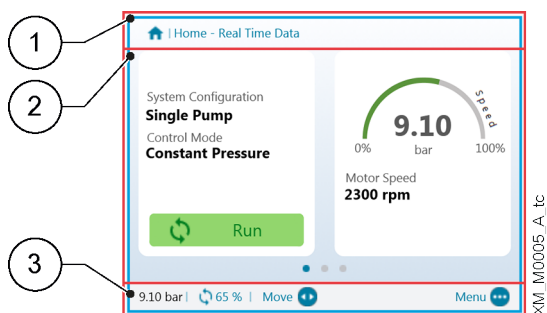 1
| Home - Real Time Data
2
System Configuration
Single Pump
Control Mode
Constant Pressure
Run
Speed
9.10
0% bar 100%
Motor Speed
2300 rpm
3
9.10 bar | 65 % | Move Menu
XM_M0005_A_tc